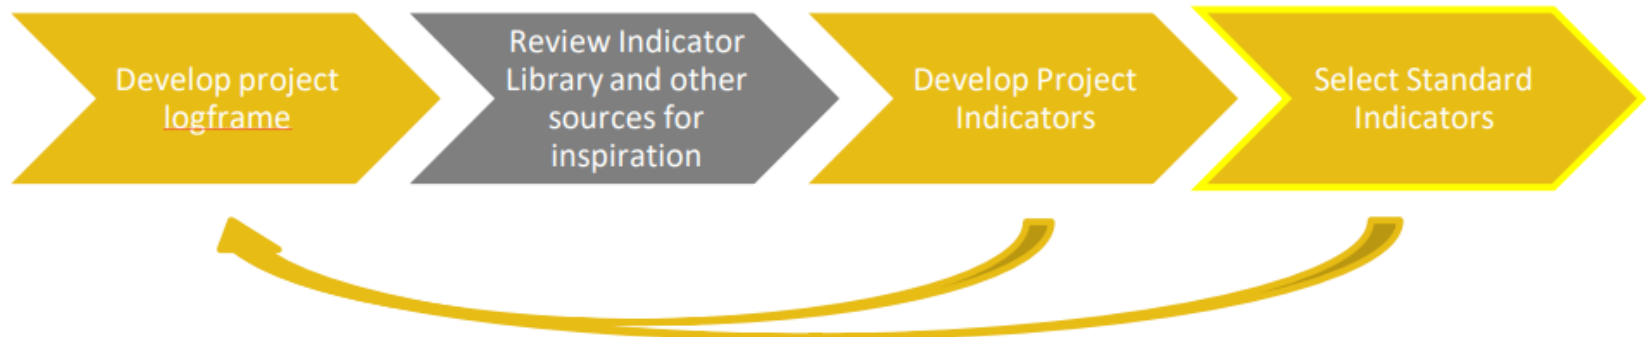 Develop project
logframe
Review Indicator
Library and other
sources for
inspiration
Develop Project
Indicators
Select Standard
Indicators